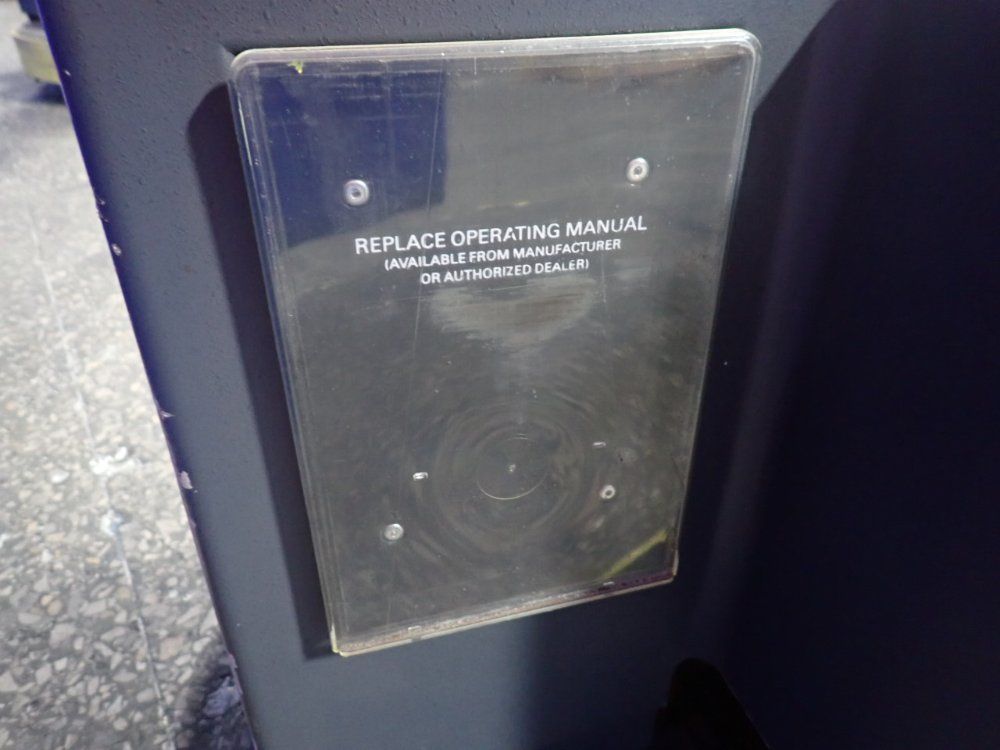 REPLACE OPERATING MANUAL
(AVAILABLE FROM MANUFACTURER
OR AUTHORIZED DEALER)